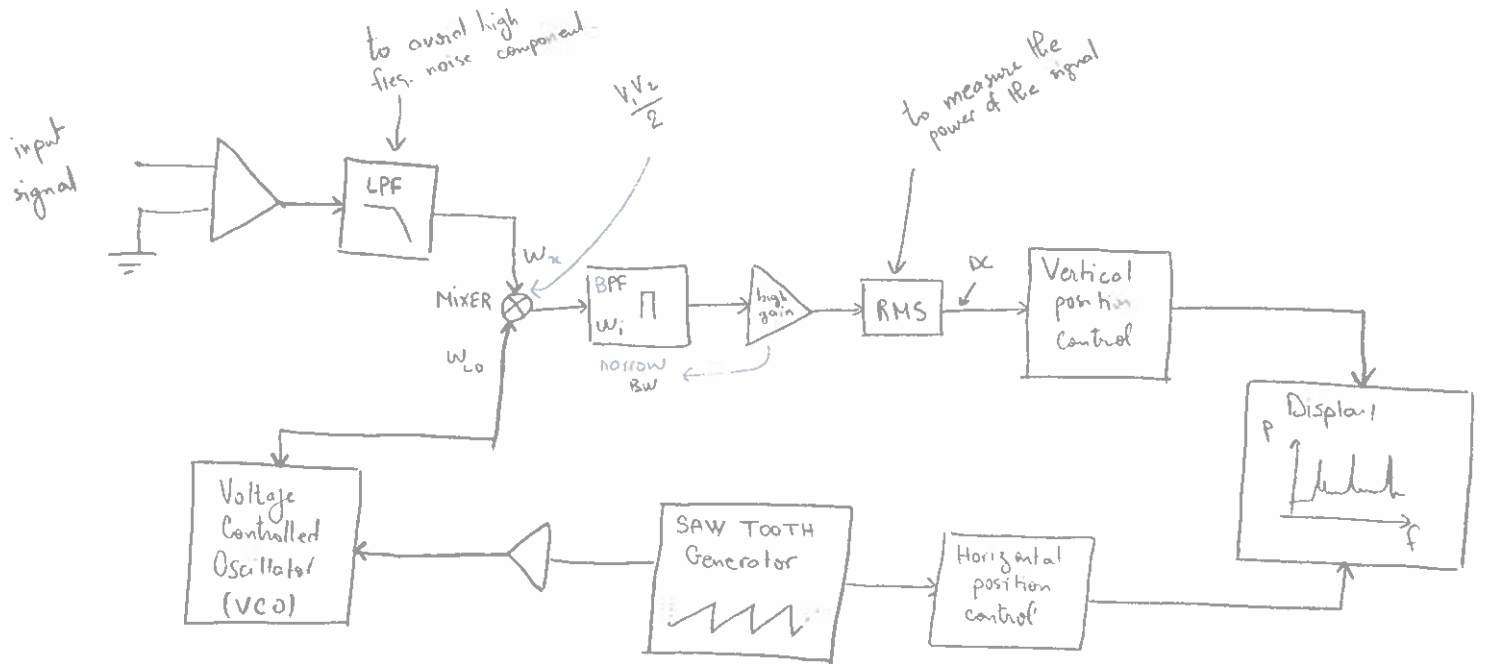 to avoid high
freq. noise component
V₁V₂
2
to measure the
power of the signal
input
signal
LPF
Wx
MIXER
BPF
Wi
high
gain
RMS
DC
Vertical
position
control
WLO
narrow
BW
Display
P
f
Voltage
Controlled
Oscillator
(VCO)
SAW TOOTH
Generator
Horizontal
position
control